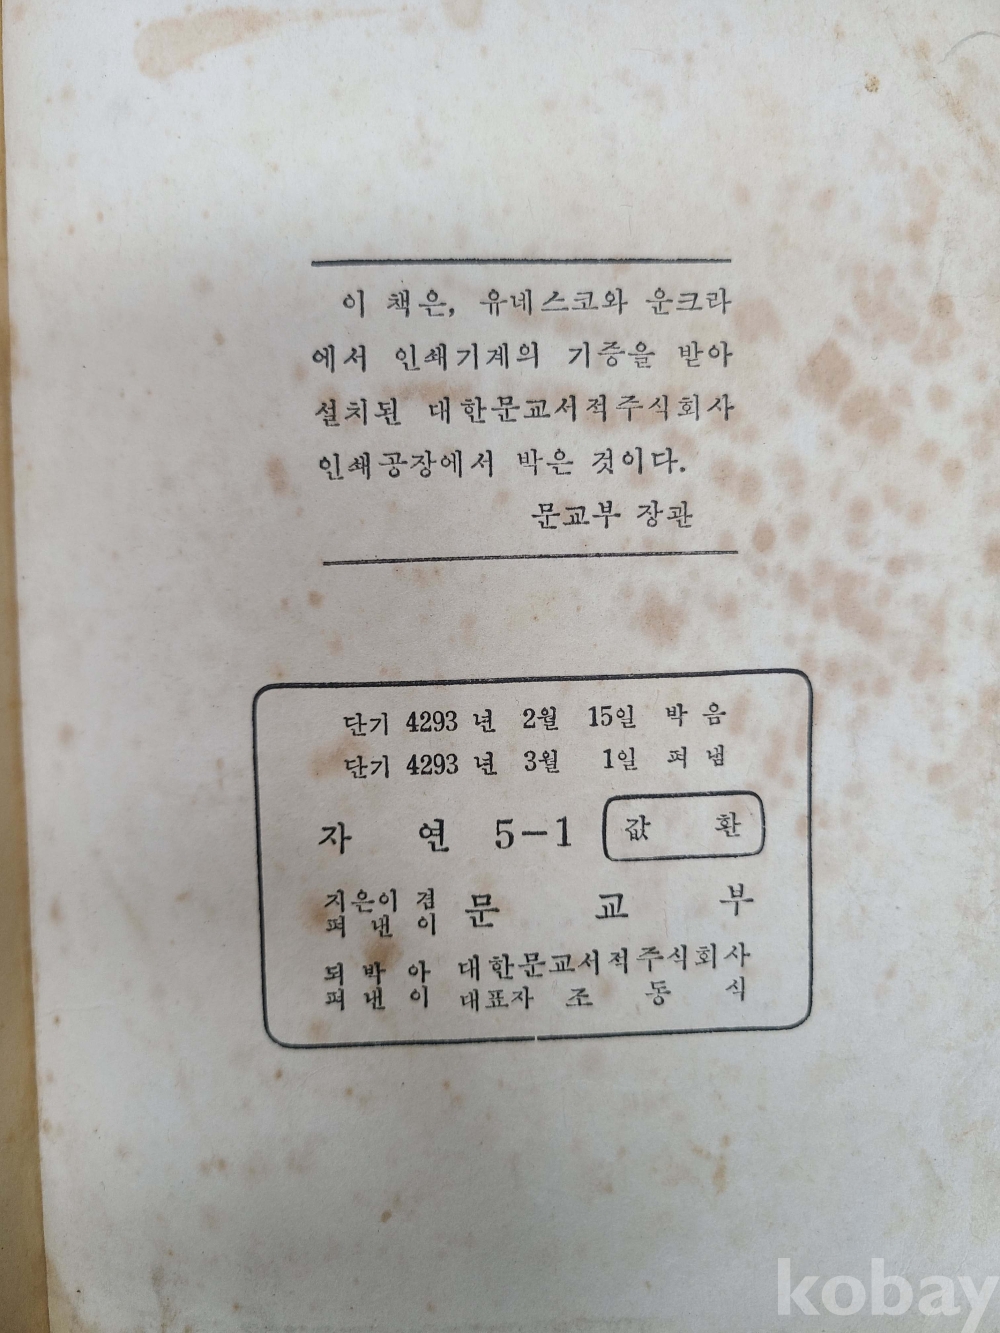 이 책은, 유네스코와 운크라
에서 인쇄기계의 기증을 받아
설치된 대한문교서적주식회사
인쇄공장에서 박은 것이다.
문교부 장관
단기 4293 년 2월 15일 박음
단기 4293 년 3월 1일 펴냄
자 연 5-1 값 환
지은이 겸
펴 낸 이 문 교 부
되 박 아 대한문교서적주식회사
펴 낸 이 대표자 조 동 식
kobay